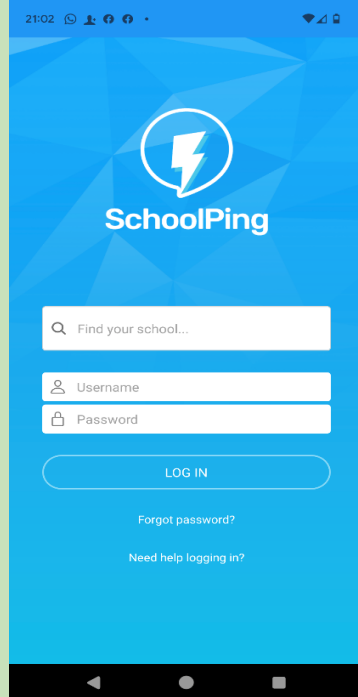 21:02
SchoolPing
Find your school...
Username
Password
LOG IN
Forgot password?
Need help logging in?